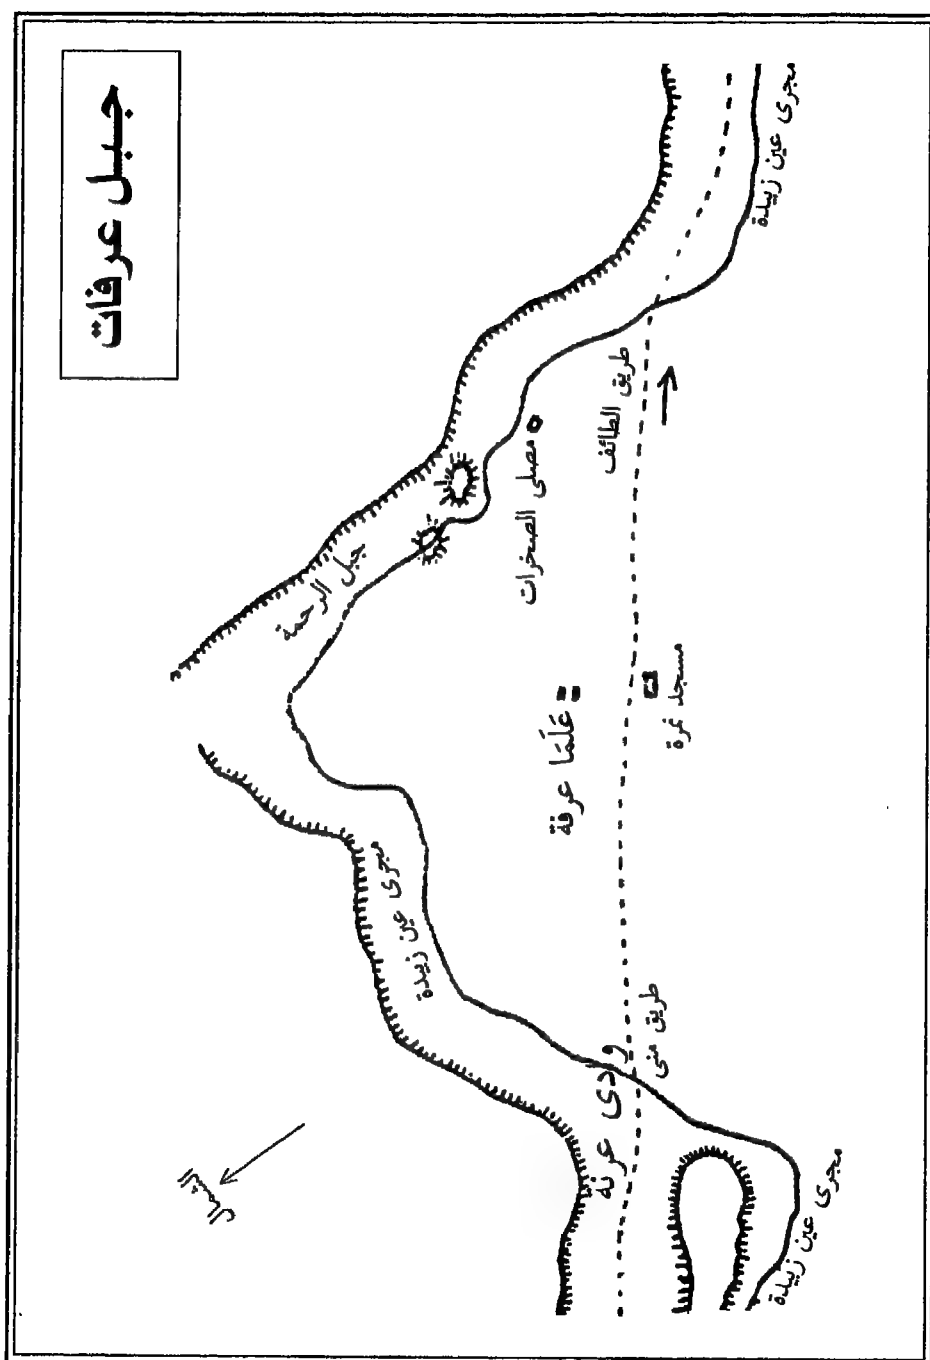 جبل عرفات
مجرى عين زبيدة
طريق الطائف
مصلى الصخرات
جبل الرحمة
مسجد نمرة
عَلَمَا عرفة
مجرى عين زبيدة
طريق منى
وادى عرنة
الشمال
مجرى عين زبيدة